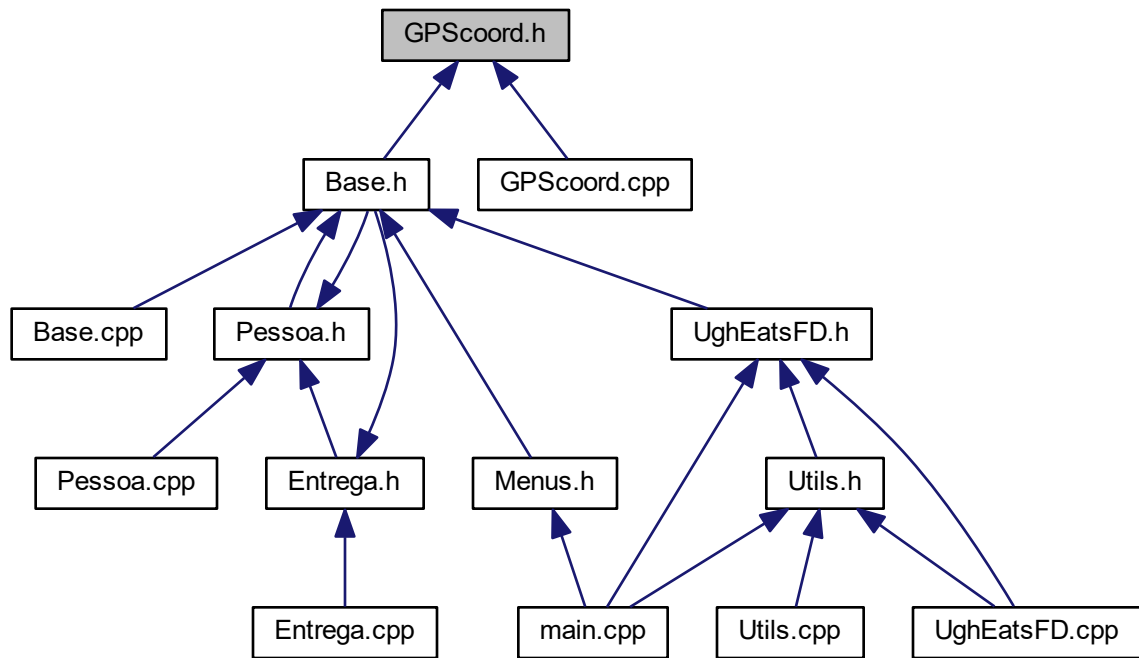 GPScoord.h
Base.h
GPScoord.cpp
Base.cpp
Pessoa.h
UghEatsFD.h
Pessoa.cpp
Entrega.h
Menus.h
Utils.h
Entrega.cpp
main.cpp
Utils.cpp
UghEatsFD.cpp